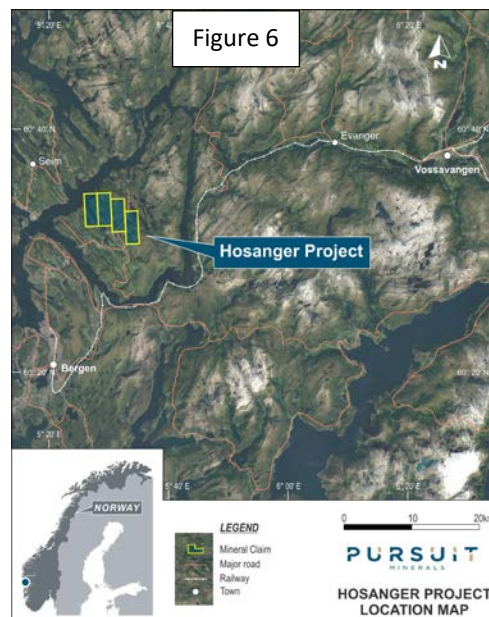 Figure 6
5° 20' E
6° 20' E
N
60° 40' N
60° 40' N
Seim
Evanger
Vossavangen
Hosanger Project
Bergen
60° 20' N
60° 20' N
5° 20' E
5° 40' E
6° 00' E
6° 20' E
NORWAY
LEGEND
Mineral Claim
Major road
Railway
Town
0 10 20km
PURSUIT
MINERALS
HOSANGER PROJECT
LOCATION MAP